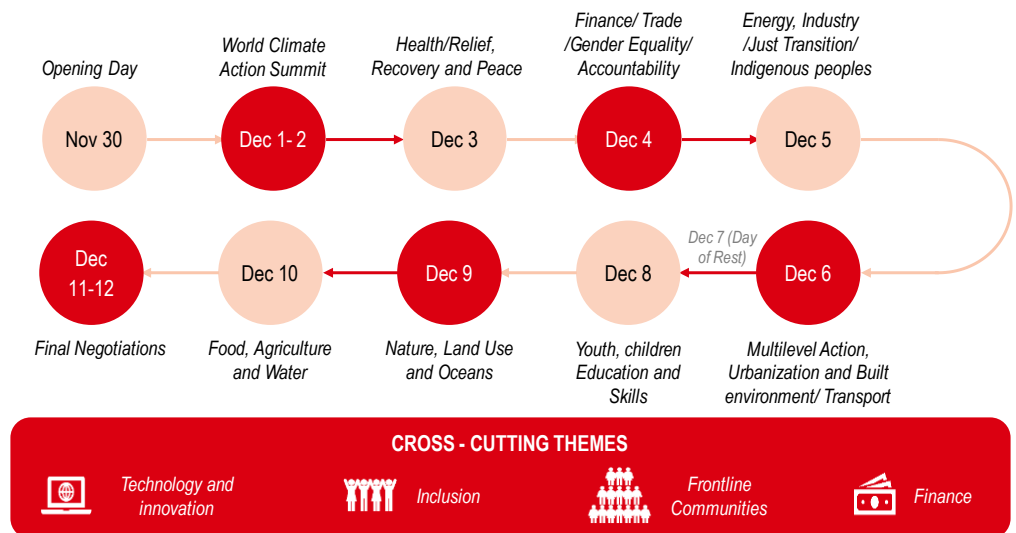 Opening Day
World Climate
Action Summit
Health/Relief,
Recovery and Peace
Finance/ Trade
/Gender Equality/
Accountability
Energy, Industry
/Just Transition/
Indigenous peoples
Nov 30
Dec 1- 2
Dec 3
Dec 4
Dec 5
Dec
11-12
Dec 10
Dec 9
Dec 8
Dec 7 (Day
of Rest)
Dec 6
Final Negotiations
Food, Agriculture
and Water
Nature, Land Use
and Oceans
Youth, children
Education and
Skills
Multilevel Action,
Urbanization and Built
environment/ Transport
CROSS - CUTTING THEMES
Technology and
innovation
Inclusion
Frontline
Communities
Finance